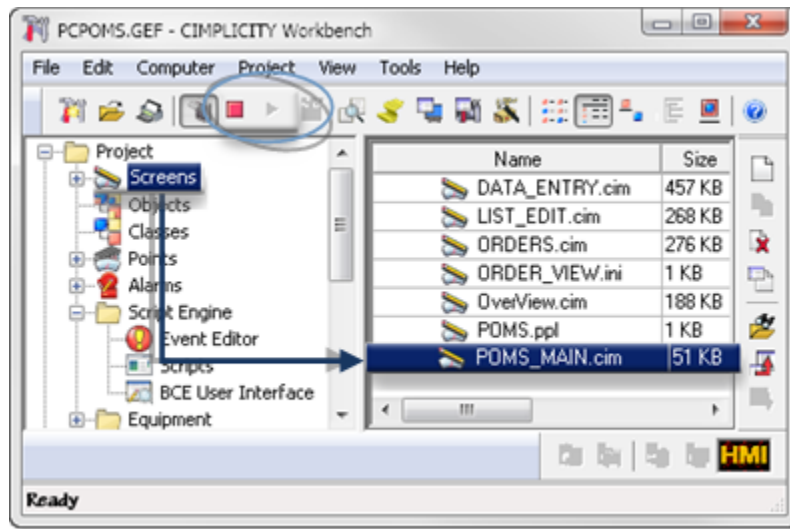 PCPOMS.GEF - CIMPLICITY Workbench
File Edit Computer Project View Tools Help
Project
Screens
Objects
Classes
Points
Alarms
Script Engine
Event Editor
Scripts
BCE User Interface
Equipment
Name Size
DATA_ENTRY.cim 457 KB
LIST_EDIT.cim 268 KB
ORDERS.cim 276 KB
ORDER_VIEW.ini 1 KB
OverView.cim 188 KB
POMS.ppl 1 KB
POMS_MAIN.cim 51 KB
HMI
Ready